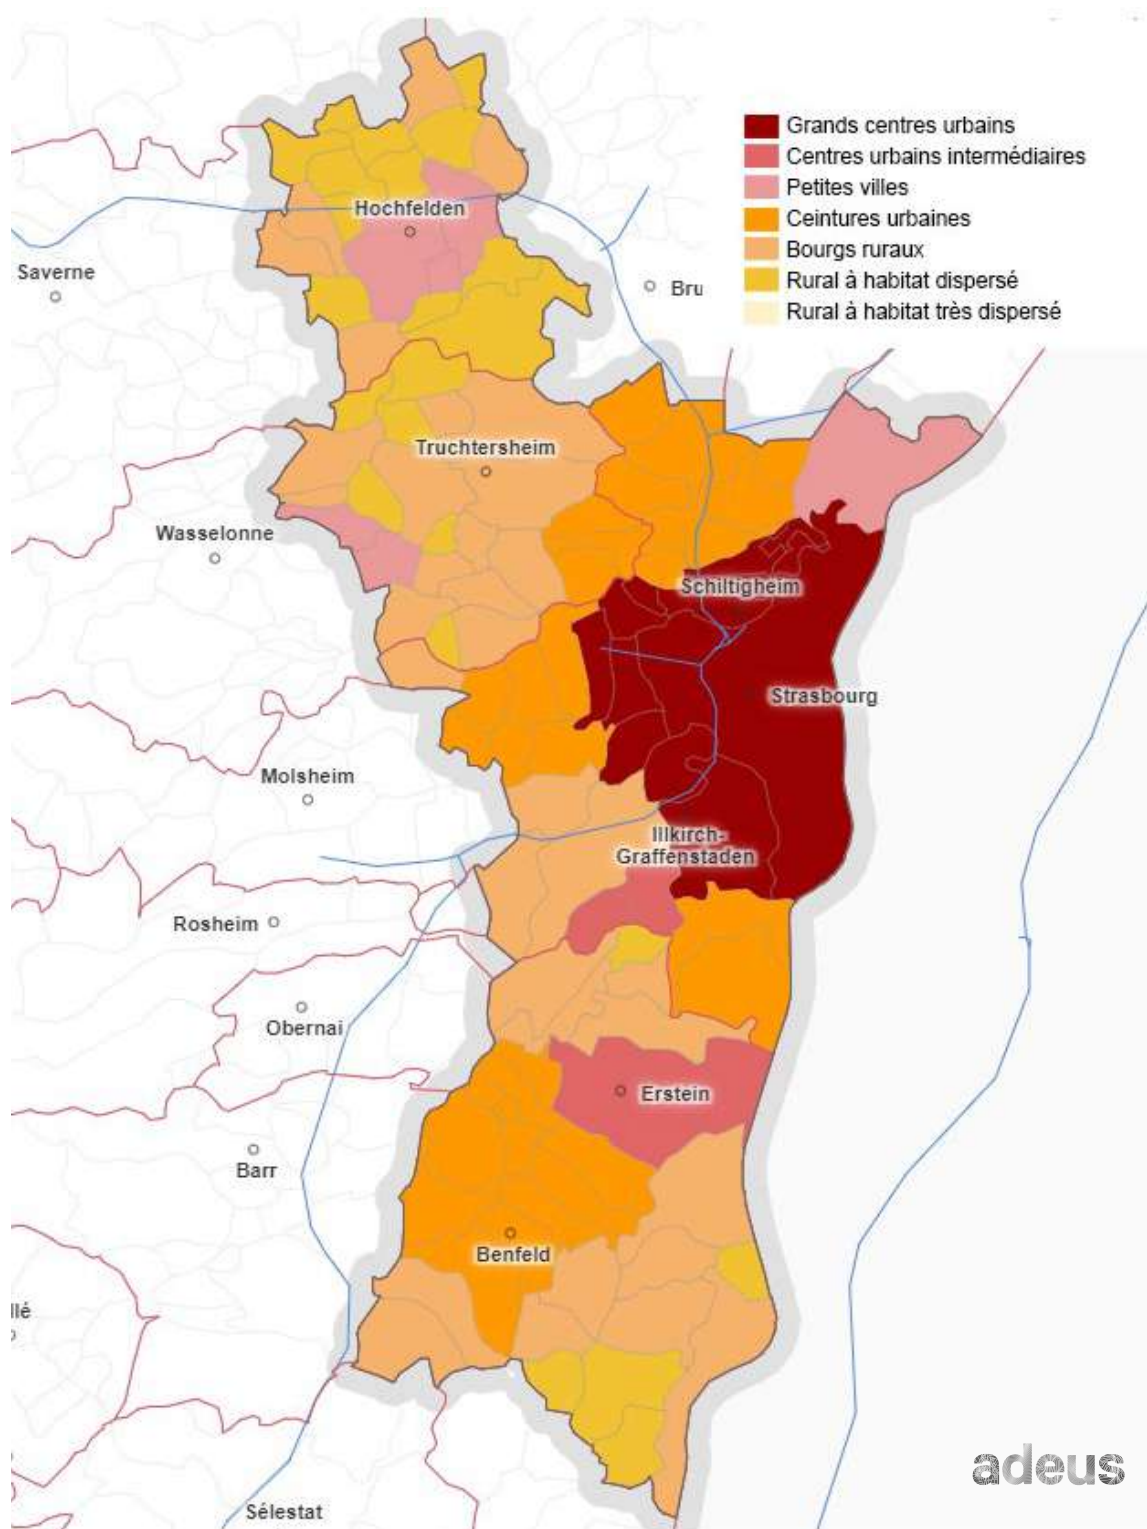 Grands centres urbains
Centres urbains intermédiaires
Petites villes
Ceintures urbaines
Bourgs ruraux
Rural à habitat dispersé
Rural à habitat très dispersé
Hochfelden
Saverne
Bru
Truchtersheim
Wasselonne
Schiltigheim
Strasbourg
Molsheim
Illkirch-
Graffenstaden
Rosheim
Obernai
Erstein
Barr
Benfeld
llé
adeus
Sélestat